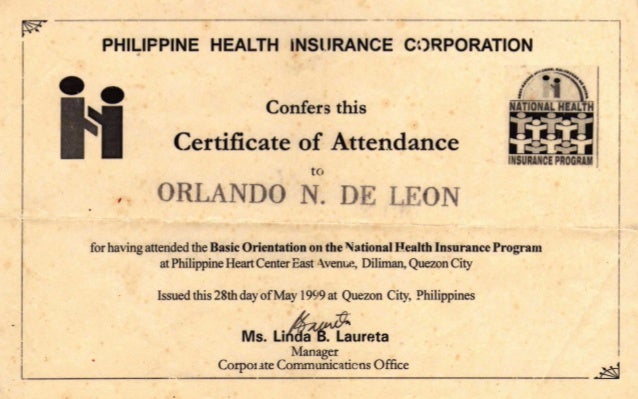 PHILIPPINE HEALTH INSURANCE CORPORATION
NATIONAL HEALTH
INSURANCE PROGRAM
Confers this
Certificate of Attendance
to
ORLANDO N. DE LEON
for having attended the Basic Orientation on the National Health Insurance Program
at Philippine Heart Center East Avenue, Diliman, Quezon City
Issued this 28th day of May 1999 at Quezon City, Philippines
Ms. Linda B. Laureta
Manager
Corporate Communications Office